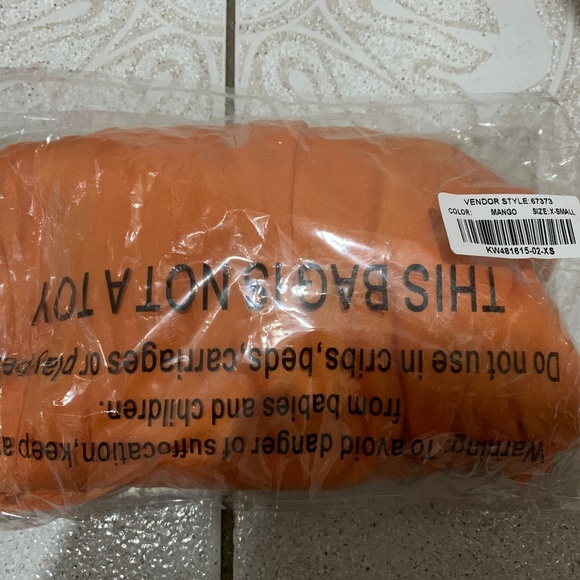 VENDOR STYLE:67373
COLOR: MANGO SIZE:X-SMALL
KW481615-02-XS
Warning: To avoid danger of suffocation,keep a
from babies and children.
Do not use in cribs, beds, carriages or play
THIS BAG IS NOT A TOY